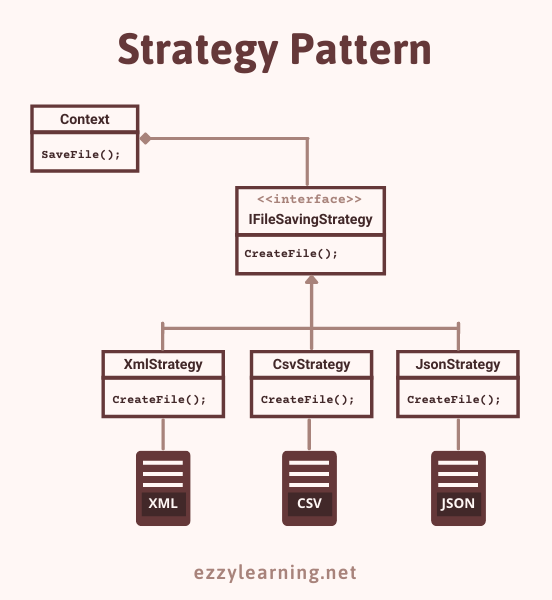 Strategy Pattern
Context
SaveFile();
<<interface>>
IFileSavingStrategy
CreateFile();
XmlStrategy
CreateFile();
CsvStrategy
CreateFile();
JsonStrategy
CreateFile();
XML
CSV
JSON
ezzylearning.net